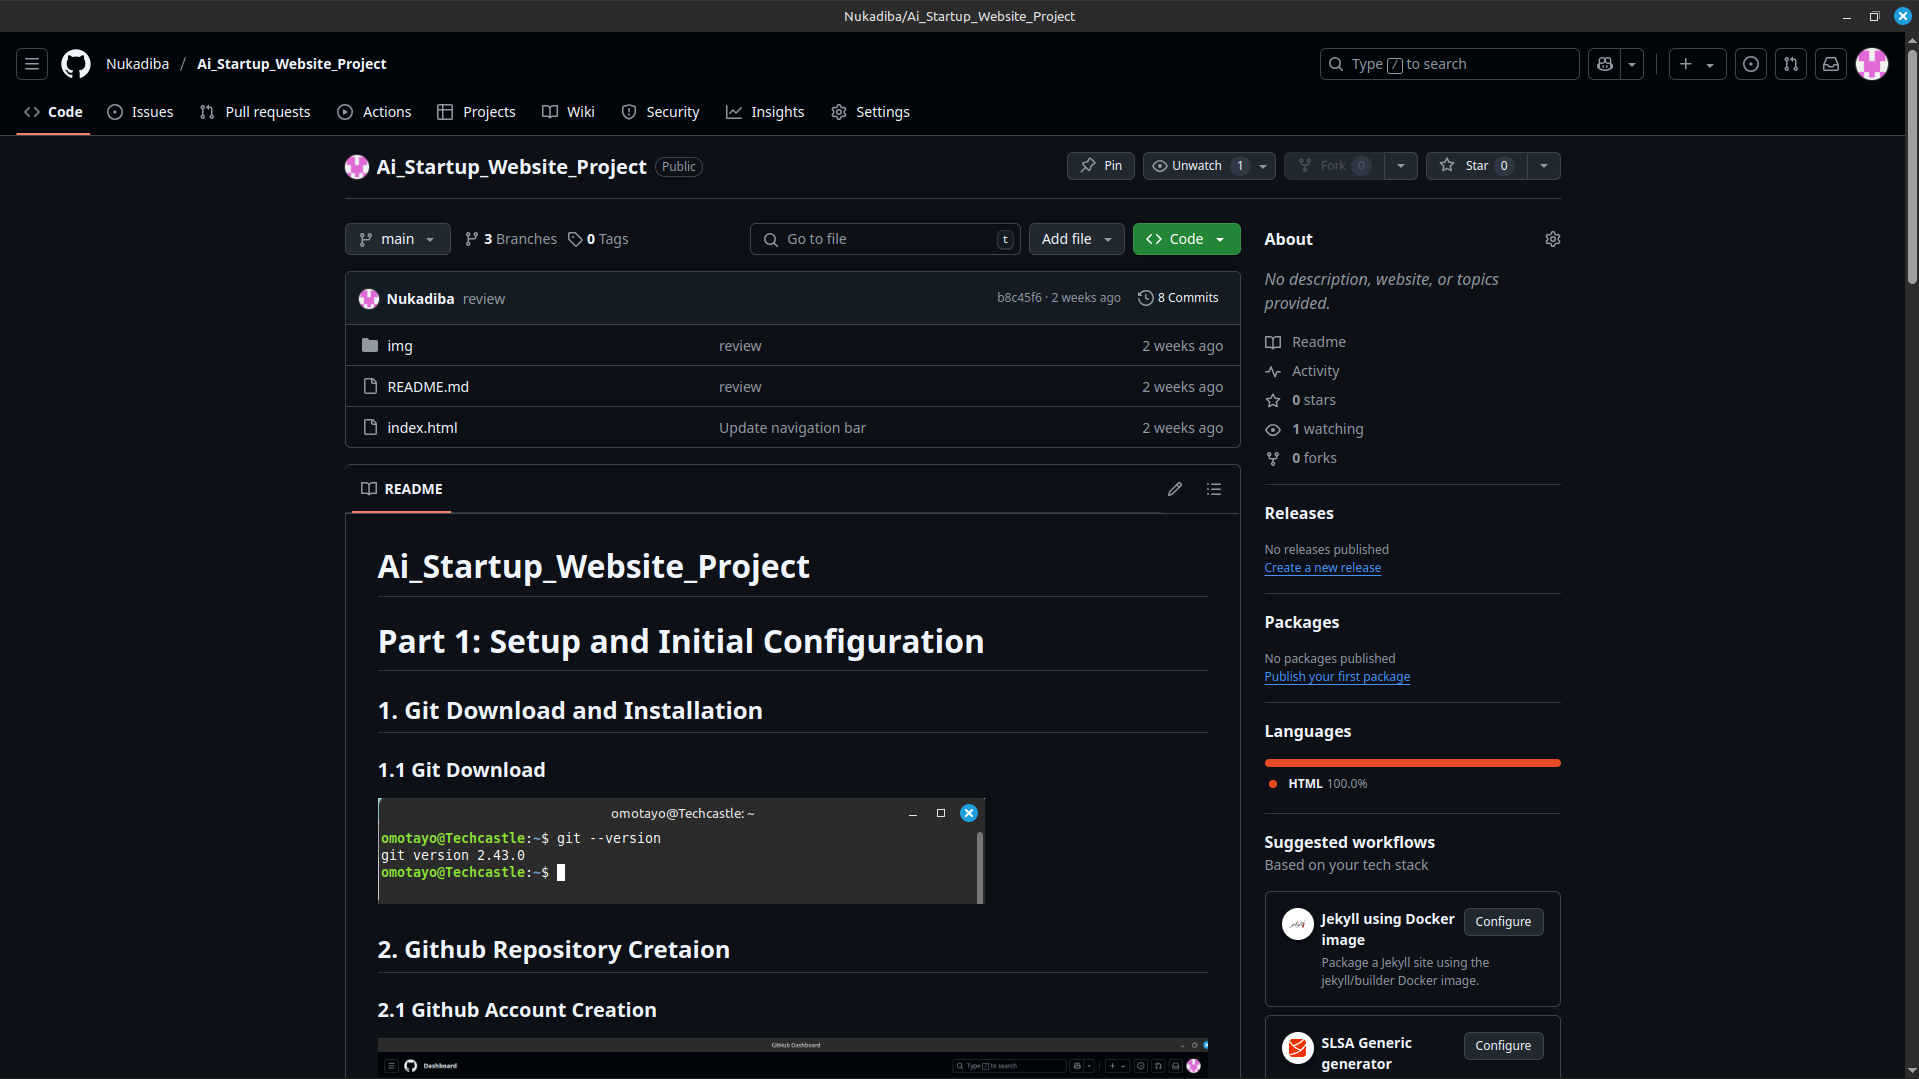 Nukadiba/Ai_Startup_Website_Project
Nukadiba / Ai_Startup_Website_Project
Type / to search
Code Issues Pull requests Actions Projects Wiki Security Insights Settings
Ai_Startup_Website_Project Public
Pin Unwatch 1 Fork 0 Star 0
main 3 Branches 0 Tags Go to file t Add file Code
About
No description, website, or topics
provided.
Nukadiba review b8c45f6 · 2 weeks ago 8 Commits
img review 2 weeks ago
README.md review 2 weeks ago
index.html Update navigation bar 2 weeks ago
Readme
Activity
0 stars
1 watching
0 forks
README
Ai_Startup_Website_Project
Part 1: Setup and Initial Configuration
1. Git Download and Installation
1.1 Git Download
omotayo@Techcastle: ~
omotayo@Techcastle:~$ git --version
git version 2.43.0
omotayo@Techcastle:~$
2. Github Repository Cretaion
2.1 Github Account Creation
GitHub Dashboard
Dashboard Type / to search
Releases
No releases published
Create a new release
Packages
No packages published
Publish your first package
Languages
HTML 100.0%
Suggested workflows
Based on your tech stack
Jekyll using Docker
image
Configure
Package a Jekyll site using the
jekyll/builder Docker image.
SLSA Generic
generator
Configure